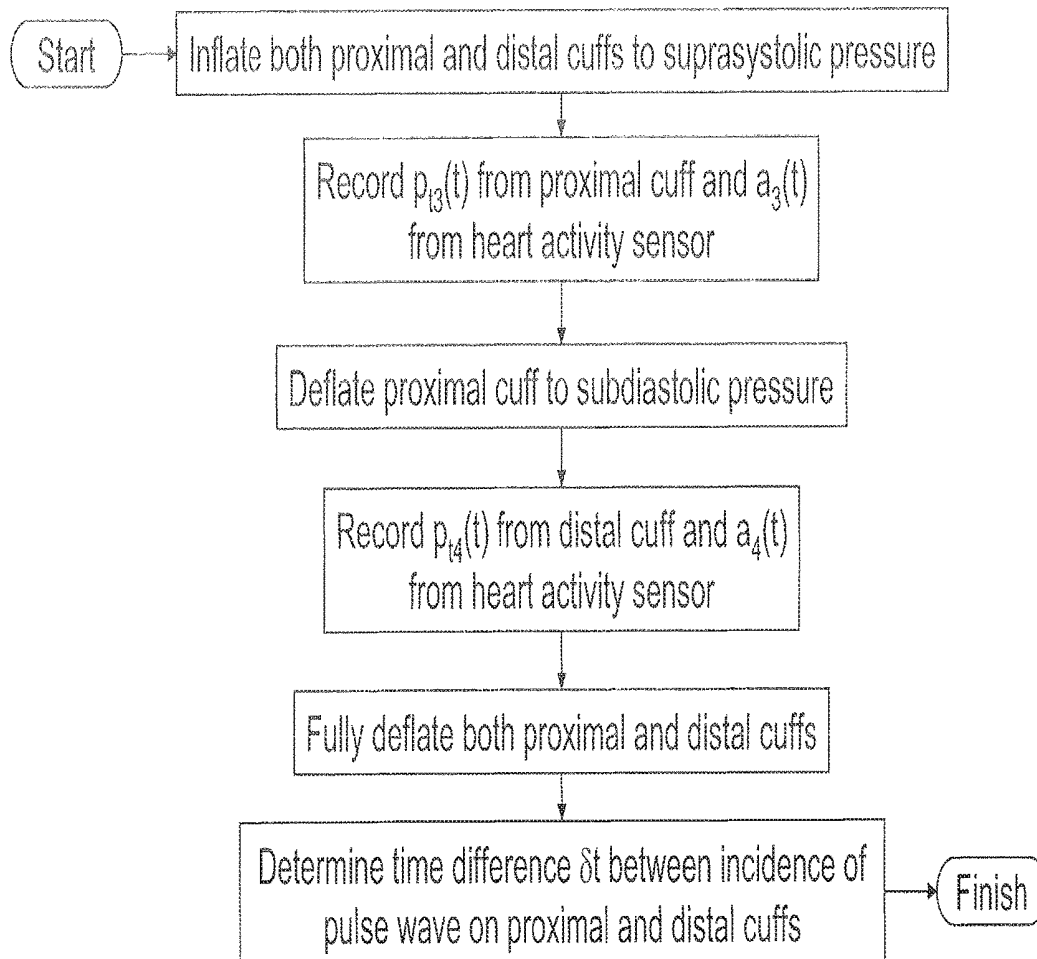 Start
Inflate both proximal and distal cuffs to suprasystolic pressure
Record p_t3(t) from proximal cuff and a_3(t)
from heart activity sensor
Deflate proximal cuff to subdiastolic pressure
Record p_t4(t) from distal cuff and a_4(t)
from heart activity sensor
Fully deflate both proximal and distal cuffs
Determine time difference δt between incidence of
pulse wave on proximal and distal cuffs
Finish